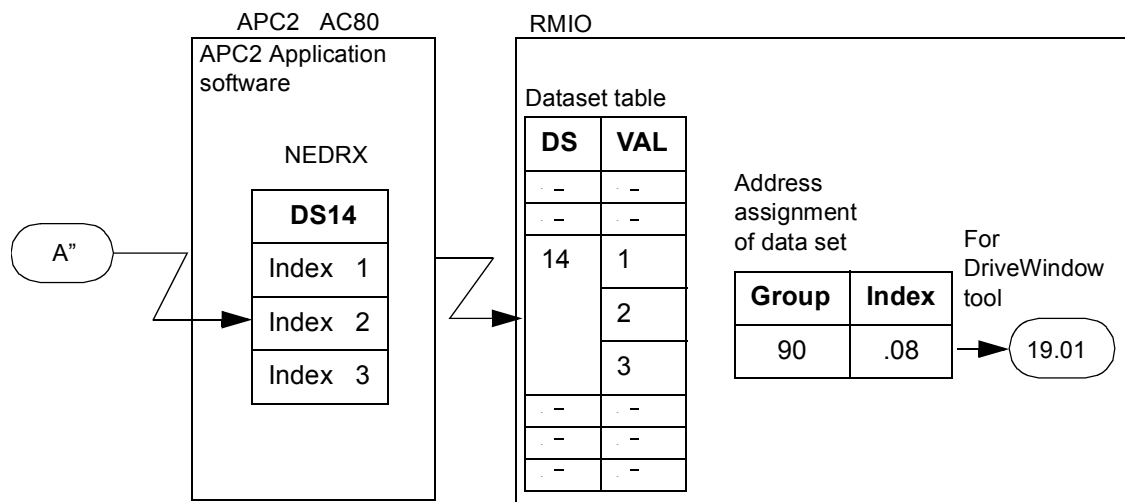 APC2 AC80
RMIO
APC2 Application
software
NEDRX
DS14
Index 1
Index 2
Index 3
A”
Dataset table
DS VAL
- -
- -
14 1
2
3
- -
- -
- -
Address
assignment
of data set
Group Index
90 .08
For
DriveWindow
tool
19.01